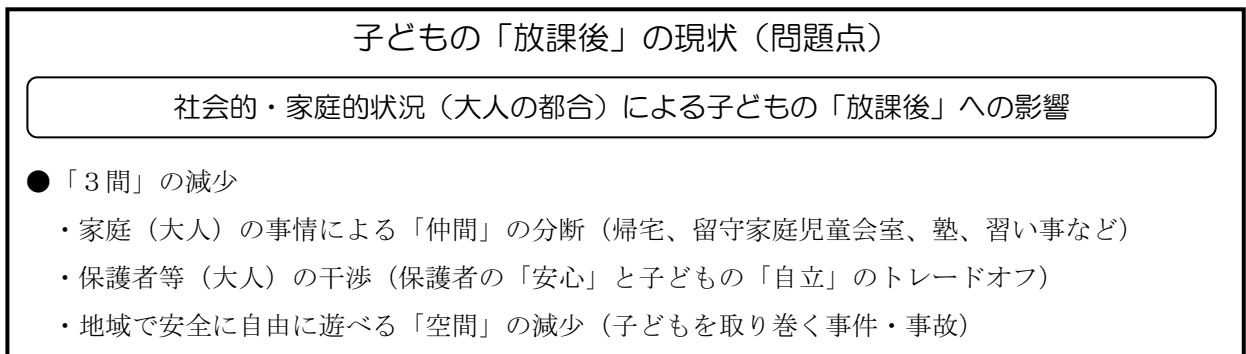 子どもの「放課後」の現状（問題点）
社会的・家庭的状況（大人の都合）による子どもの「放課後」への影響
●「３間」の減少
・家庭（大人）の事情による「仲間」の分断（帰宅、留守家庭児童会室、塾、習い事など）
・保護者等（大人）の干渉（保護者の「安心」と子どもの「自立」のトレードオフ）
・地域で安全に自由に遊べる「空間」の減少（子どもを取り巻く事件・事故）